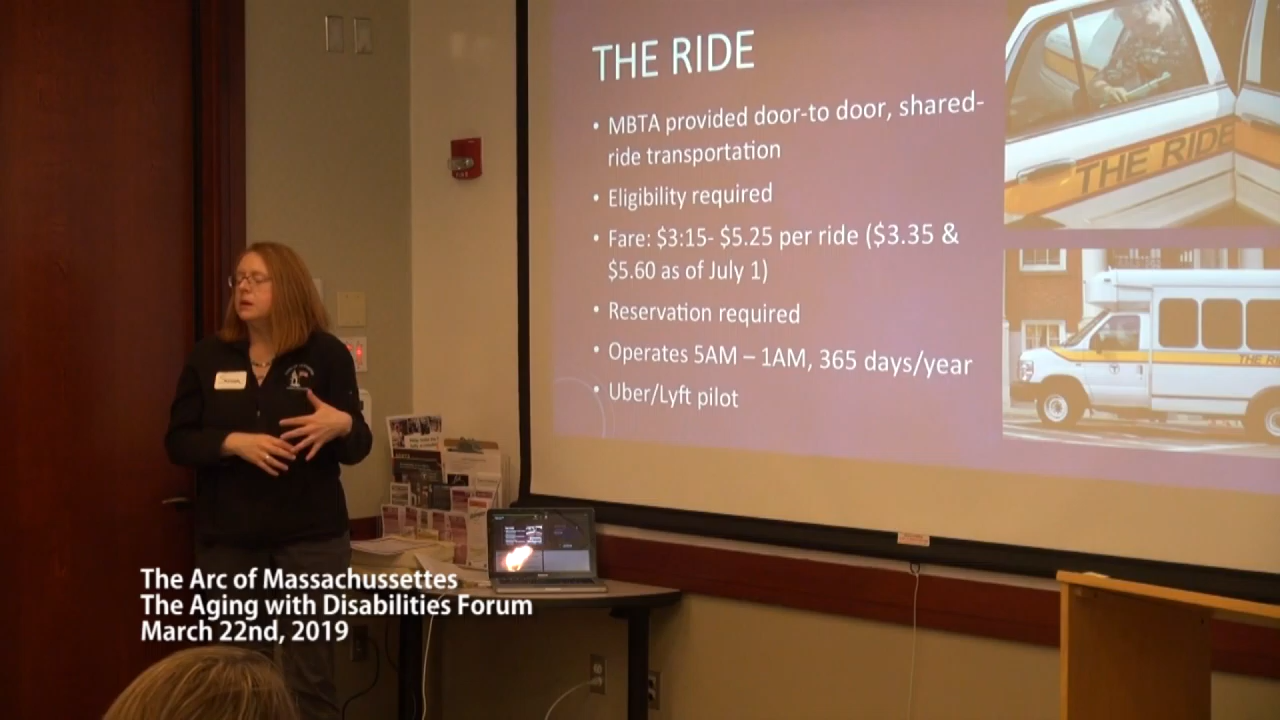 THE RIDE
• MBTA provided door-to door, shared-
ride transportation
• Eligibility required
• Fare: $3:15- $5.25 per ride ($3.35 &
$5.60 as of July 1)
• Reservation required
• Operates 5AM – 1AM, 365 days/year
• Uber/Lyft pilot
THE RIDE
THE RI
The Arc of Massachussettes
The Aging with Disabilities Forum
March 22nd, 2019